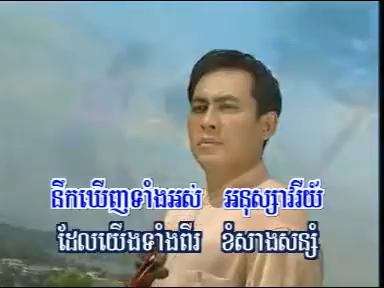 នឹកឃើញទាំងអស់ អនុស្សាវរីយ៍
ដែលយើងទាំងពីរ ខំសាងសន្សំ